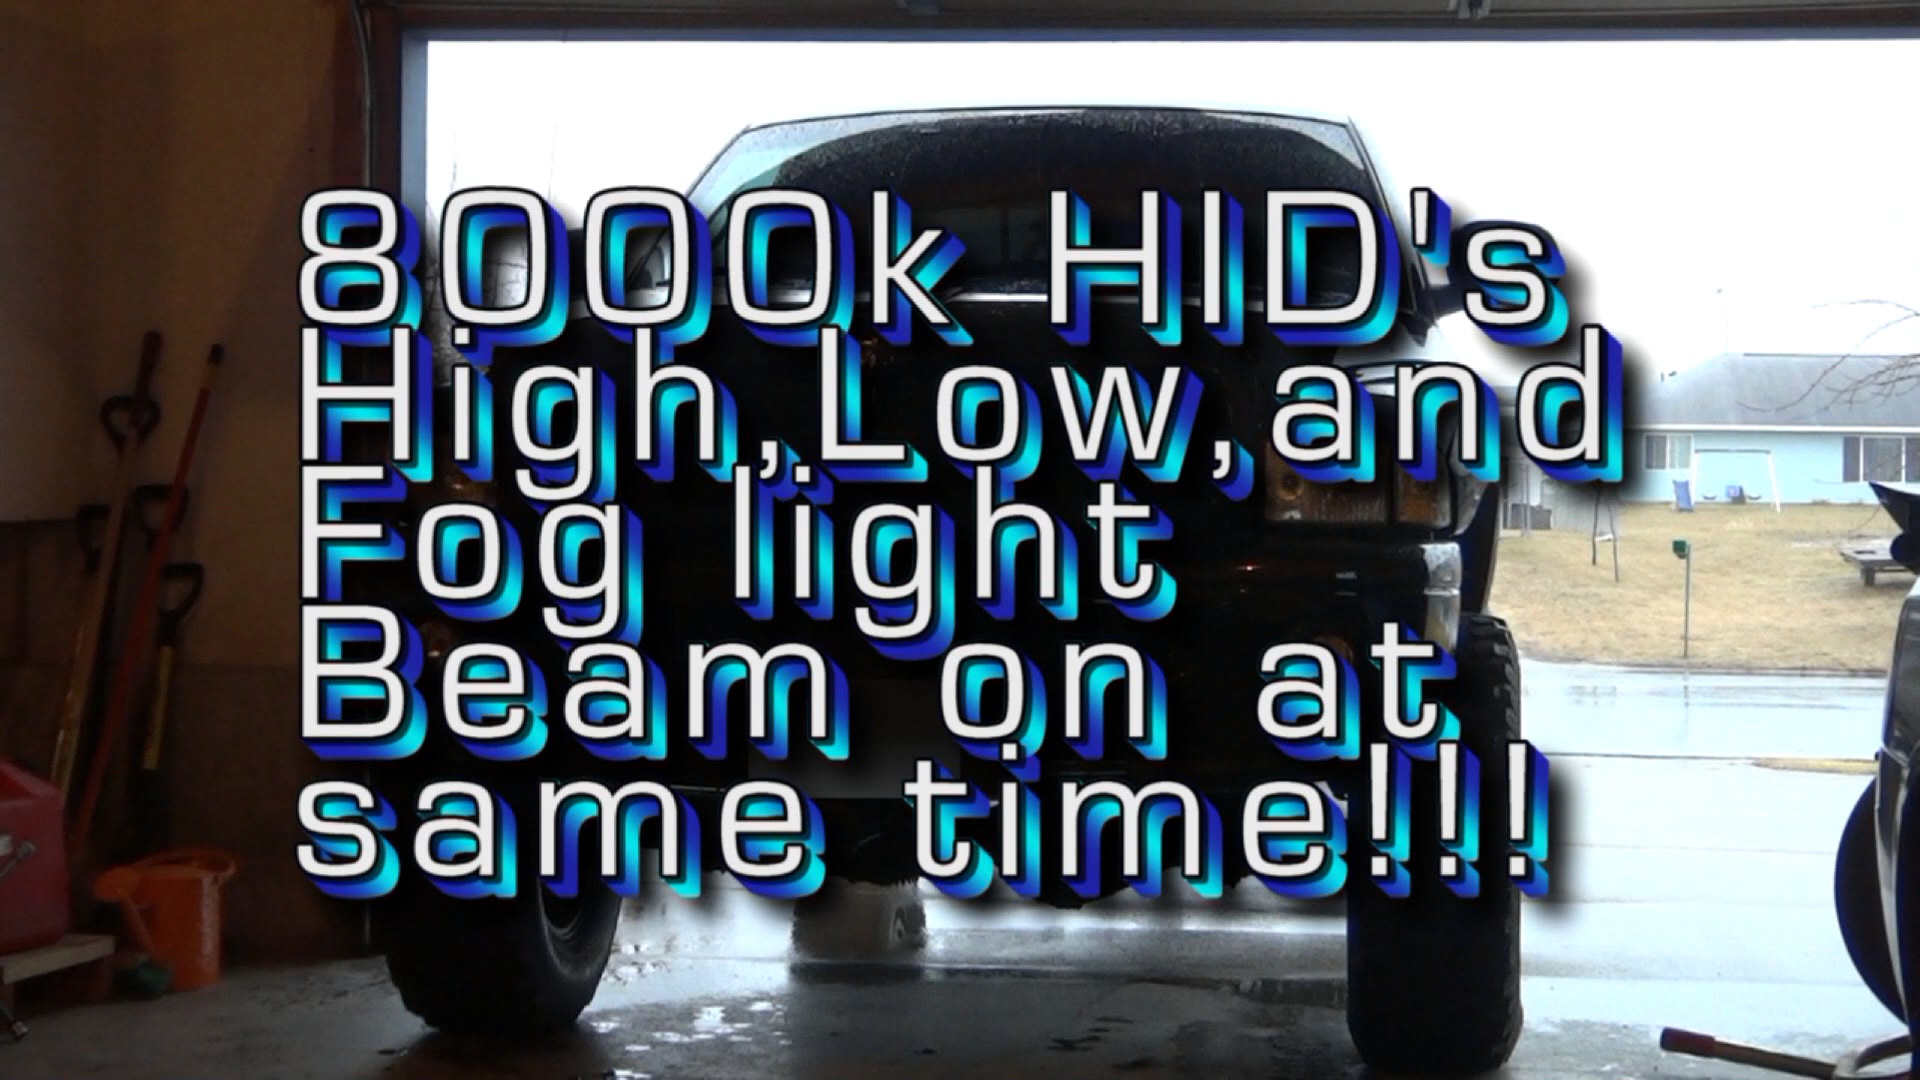 8000k HID's
High,Low,and
Fog light
Beam on at
same time!!!